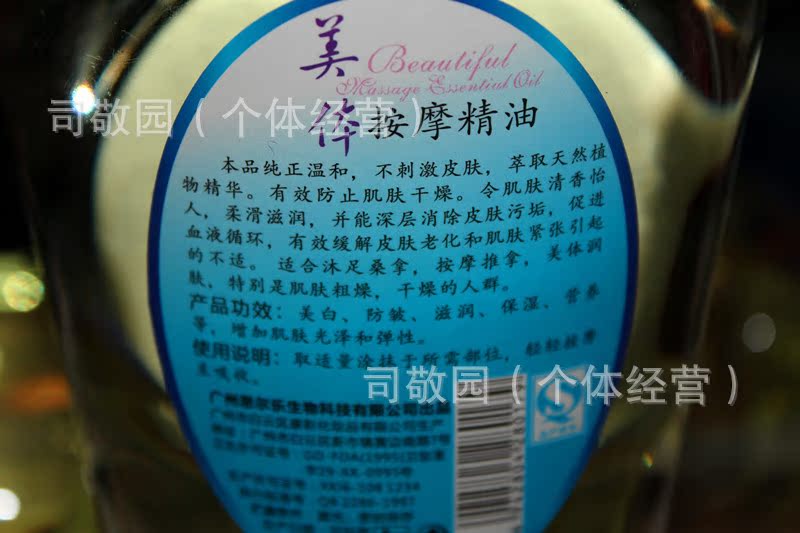 美华
Beautiful
Massage Essential Oil
按摩精油
司敬园（个体经营）
本品纯正温和，不刺激皮肤，萃取天然植
物精华。有效防止肌肤干燥。令肌肤清香怡
人，柔滑滋润，并能深层消除皮肤污垢，促进
血液循环，有效缓解皮肤老化和肌肤紧张引起
的不适。适合沐足桑拿，按摩推拿，美体润
肤，特别是肌肤粗燥，干燥的人群。
产品功效：美白、防皱、滋润、保湿、营养
等，增加肌肤光泽和弹性。
使用说明：取适量涂抹于所需部位，轻轻按摩
至吸收。
司敬园（个体经营）
生物科技有限公司出品